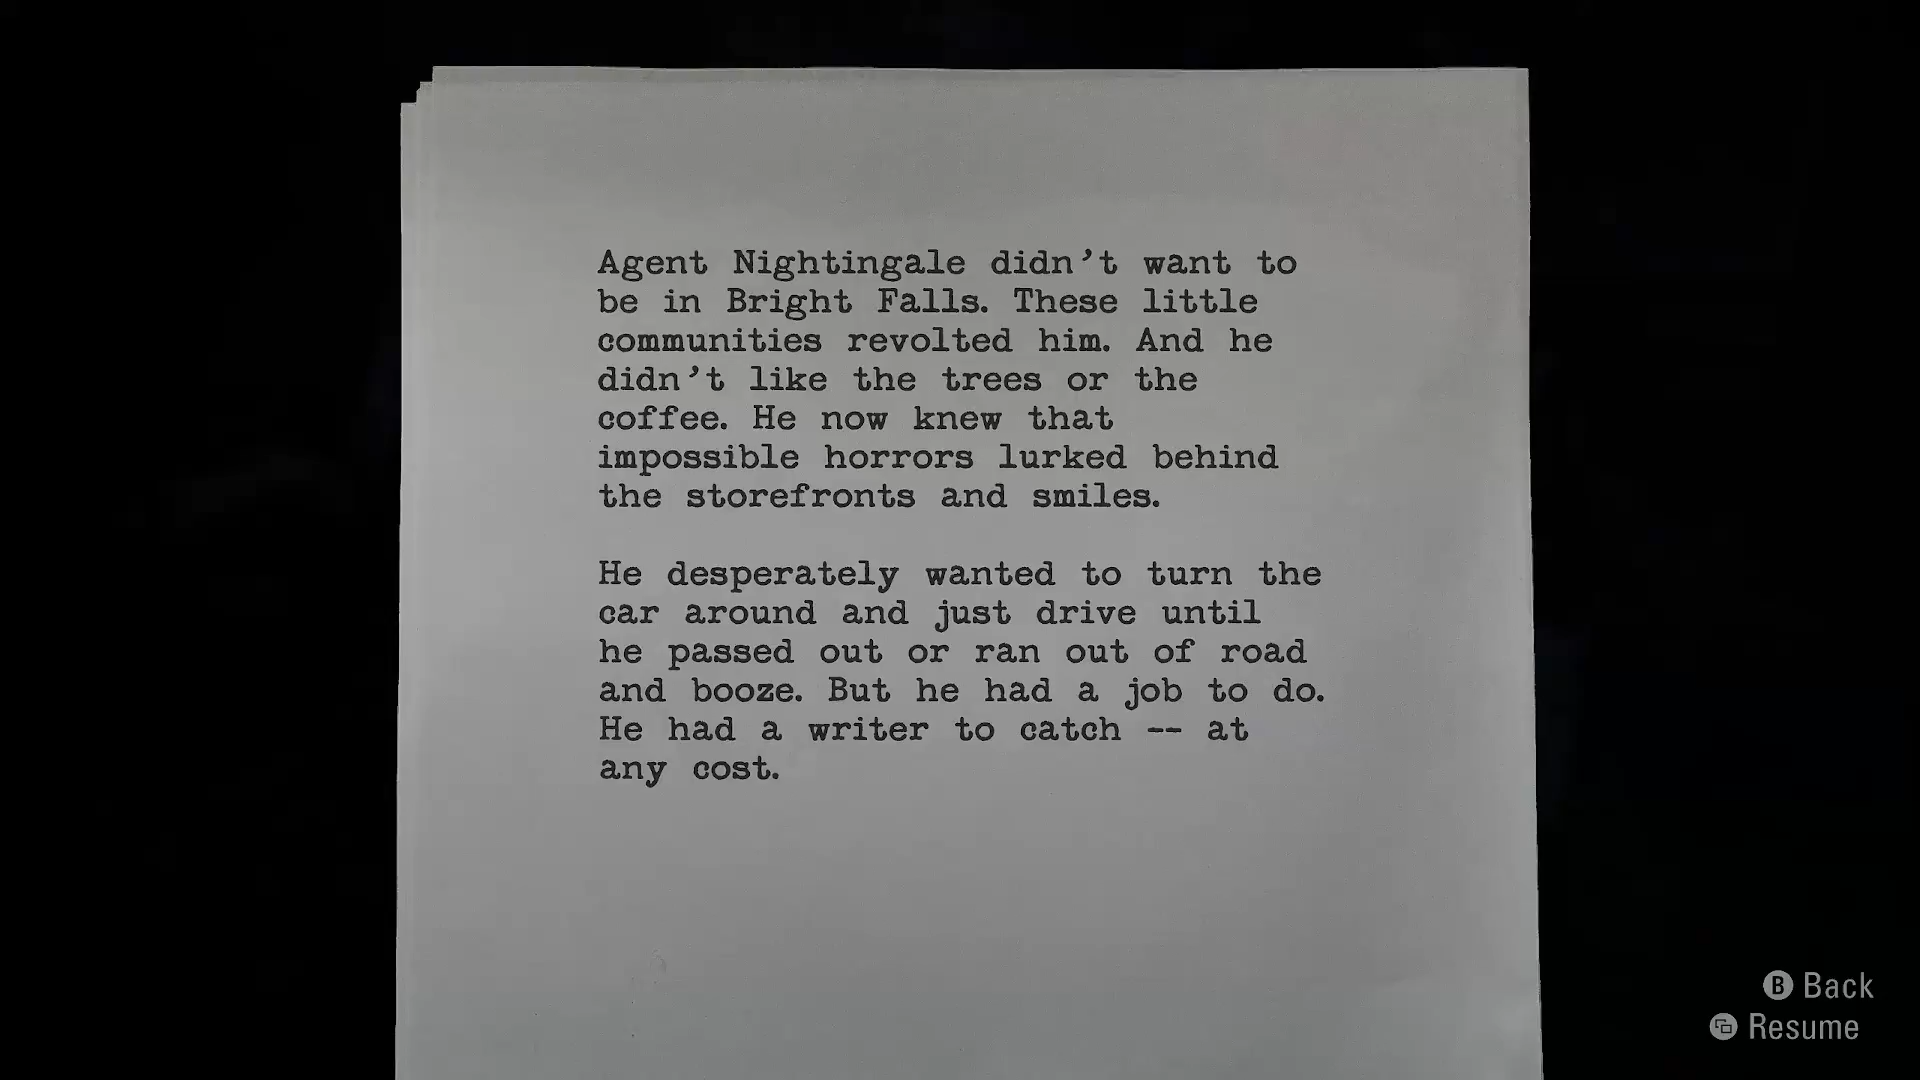 Agent Nightingale didn’t want to
be in Bright Falls. These little
communities revolted him. And he
didn’t like the trees or the
coffee. He now knew that
impossible horrors lurked behind
the storefronts and smiles.
He desperately wanted to turn the
car around and just drive until
he passed out or ran out of road
and booze. But he had a job to do.
He had a writer to catch -- at
any cost.
B Back
Resume